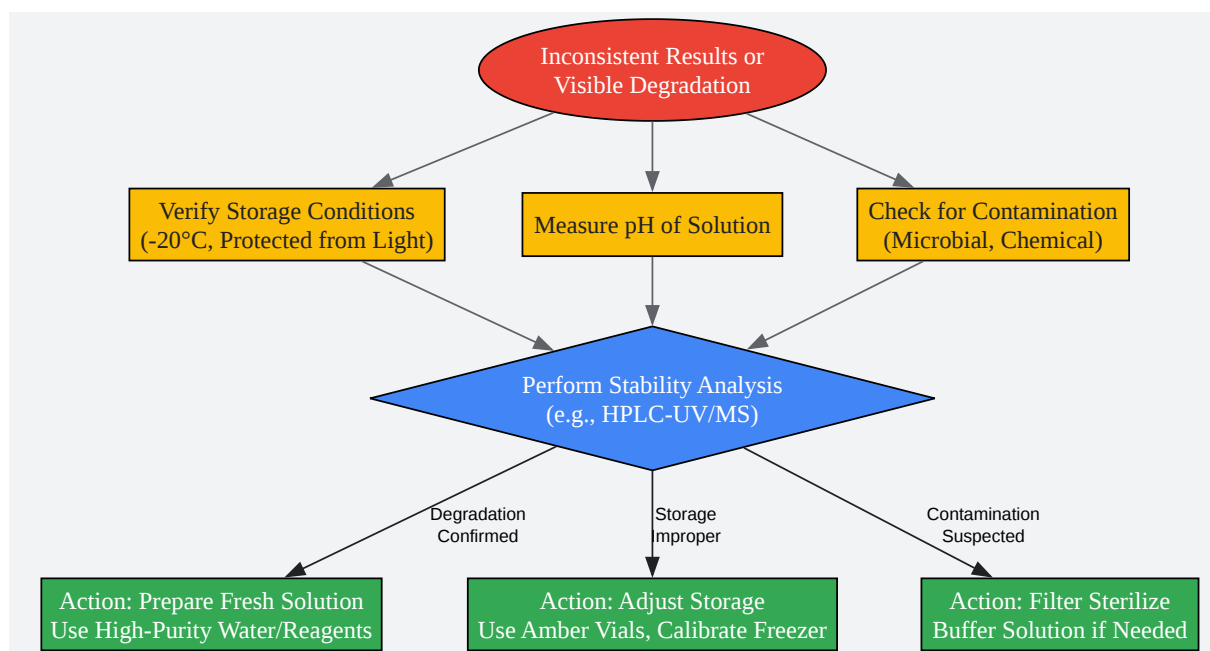 Inconsistent Results or
Visible Degradation
Verify Storage Conditions
(-20°C, Protected from Light)
Measure pH of Solution
Check for Contamination
(Microbial, Chemical)
Perform Stability Analysis
(e.g., HPLC-UV/MS)
Degradation
Confirmed
Storage
Improper
Contamination
Suspected
Action: Prepare Fresh Solution
Use High-Purity Water/Reagents
Action: Adjust Storage
Use Amber Vials, Calibrate Freezer
Action: Filter Sterilize
Buffer Solution if Needed